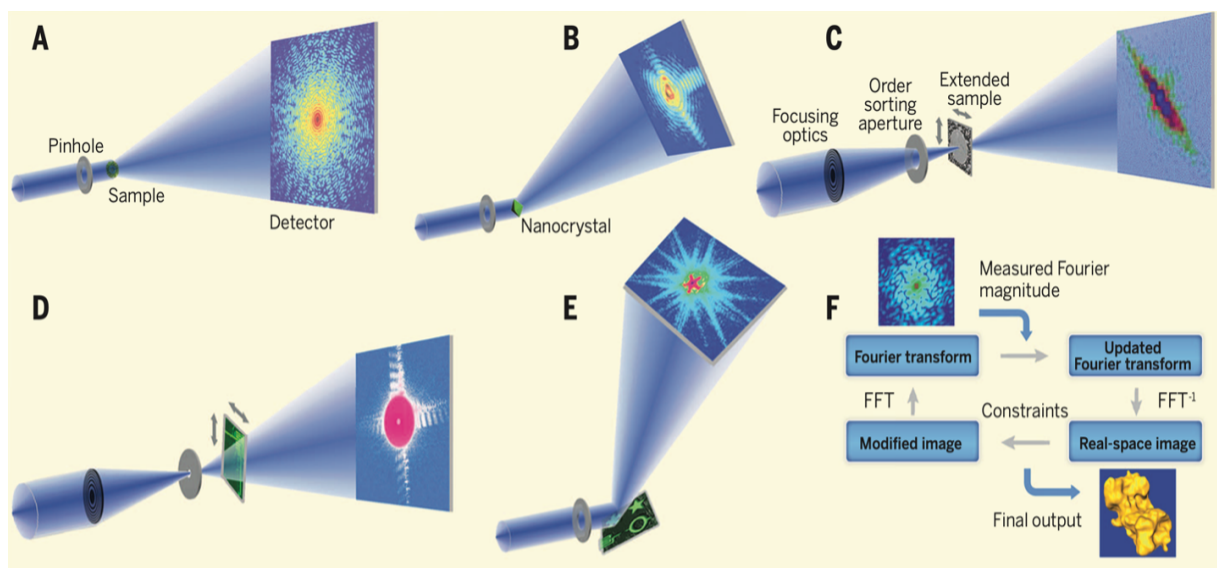 A
Pinhole
Sample
Detector
B
Nanocrystal
C
Focusing
optics
Order
sorting
aperture
Extended
sample
D
E
F
Measured Fourier
magnitude
Fourier transform
Updated
Fourier transform
FFT
Constraints
FFT-1
Modified image
Real-space image
Final output